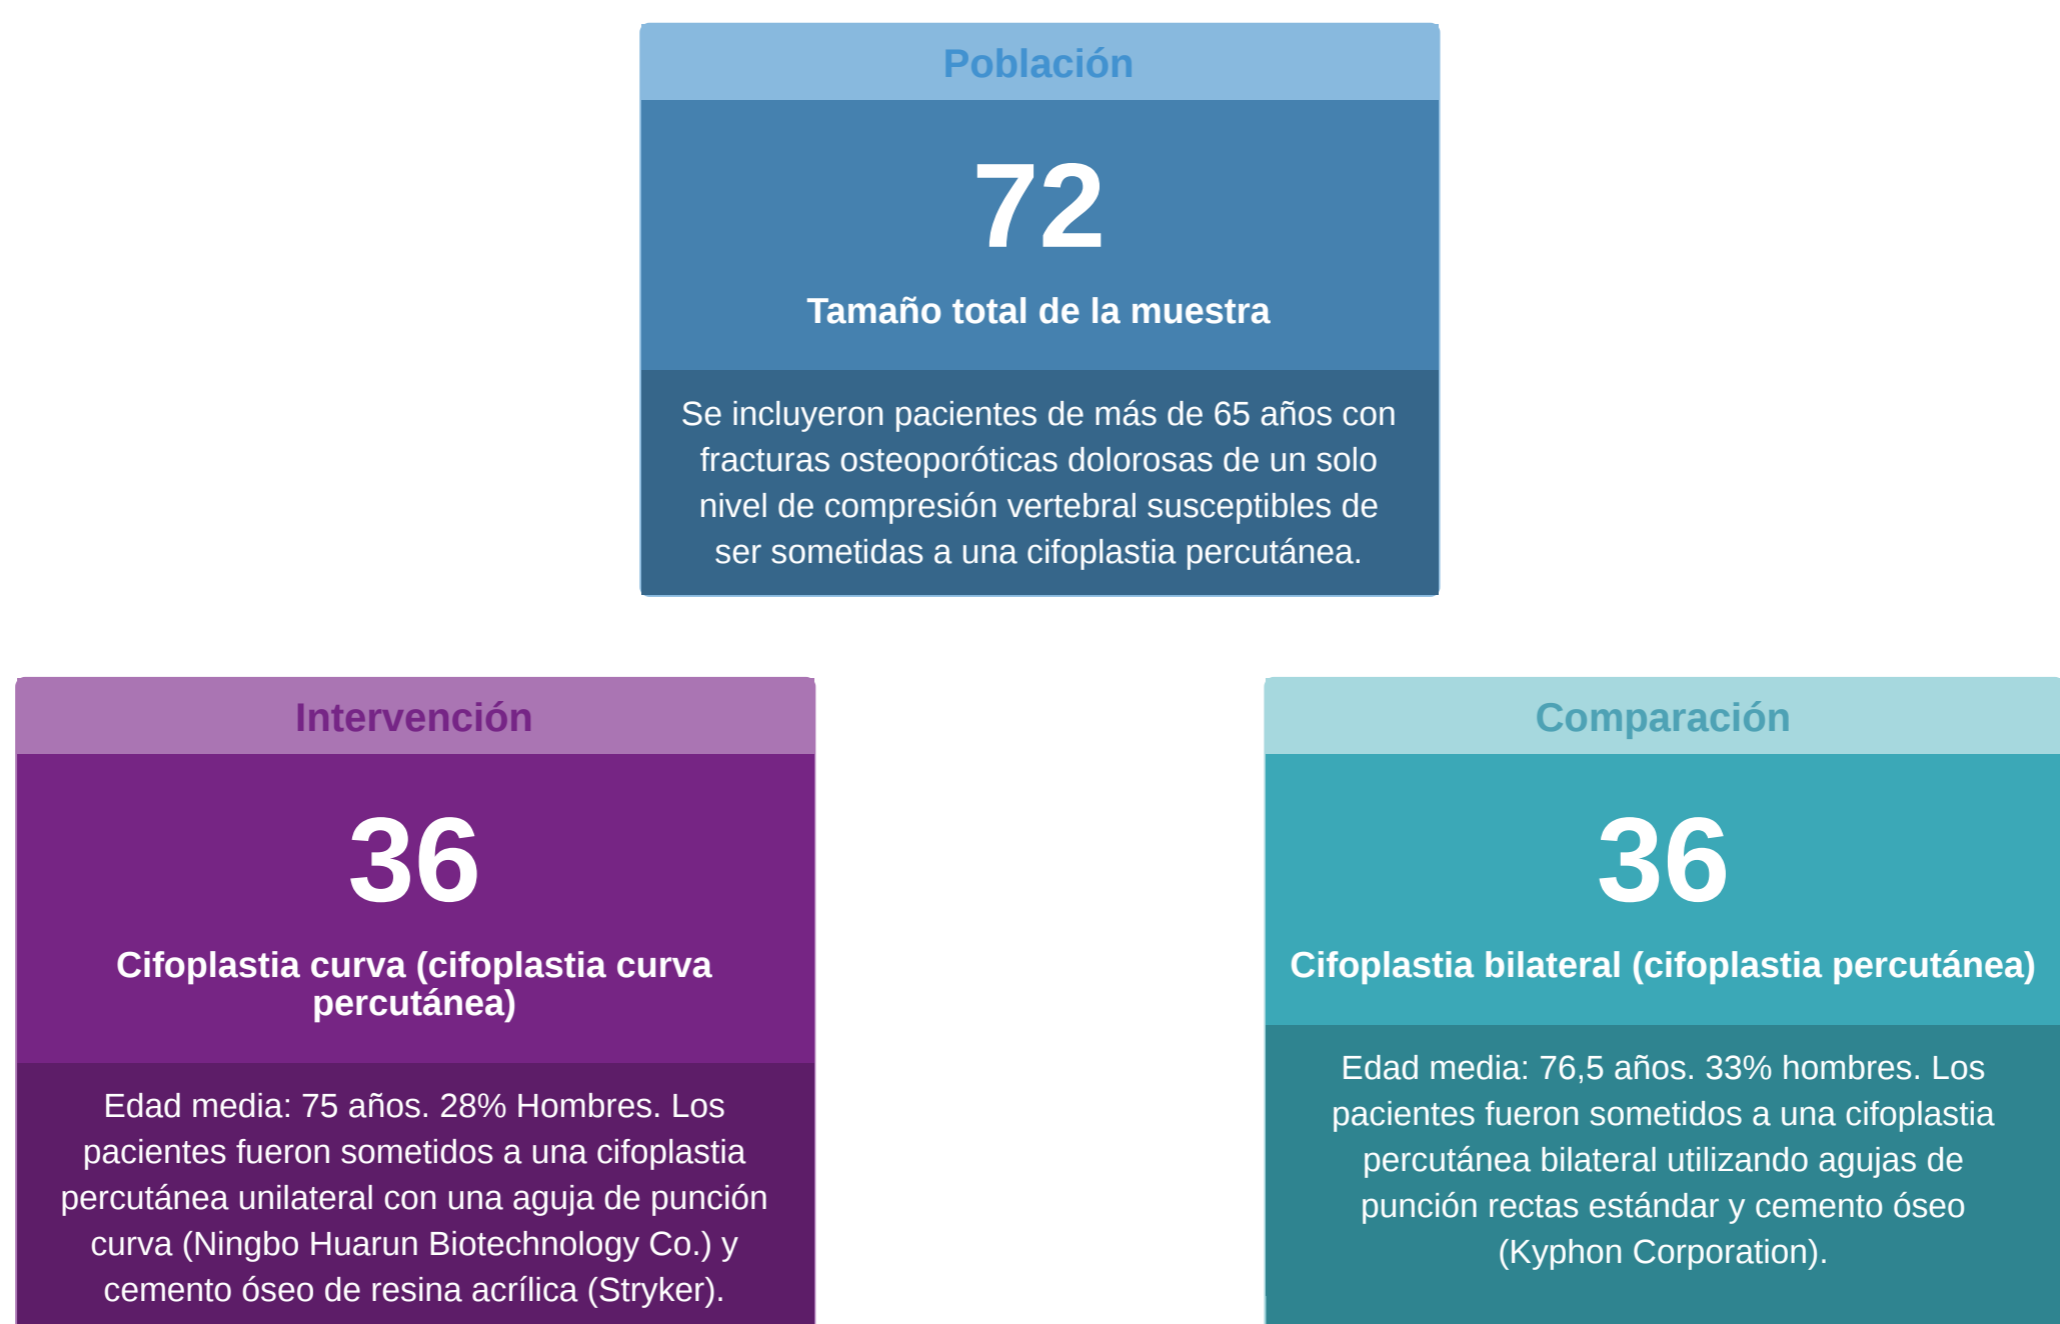 Población
72
Tamaño total de la muestra
Se incluyeron pacientes de más de 65 años con
fracturas osteoporóticas dolorosas de un solo
nivel de compresión vertebral susceptibles de
ser sometidas a una cifoplastia percutánea.
Intervención
36
Cifoplastia curva (cifoplastia curva
percutánea)
Edad media: 75 años. 28% Hombres. Los
pacientes fueron sometidos a una cifoplastia
percutánea unilateral con una aguja de punción
curva (Ningbo Huarun Biotechnology Co.) y
cemento óseo de resina acrílica (Stryker).
Comparación
36
Cifoplastia bilateral (cifoplastia percutánea)
Edad media: 76,5 años. 33% hombres. Los
pacientes fueron sometidos a una cifoplastia
percutánea bilateral utilizando agujas de
punción rectas estándar y cemento óseo
(Kyphon Corporation).